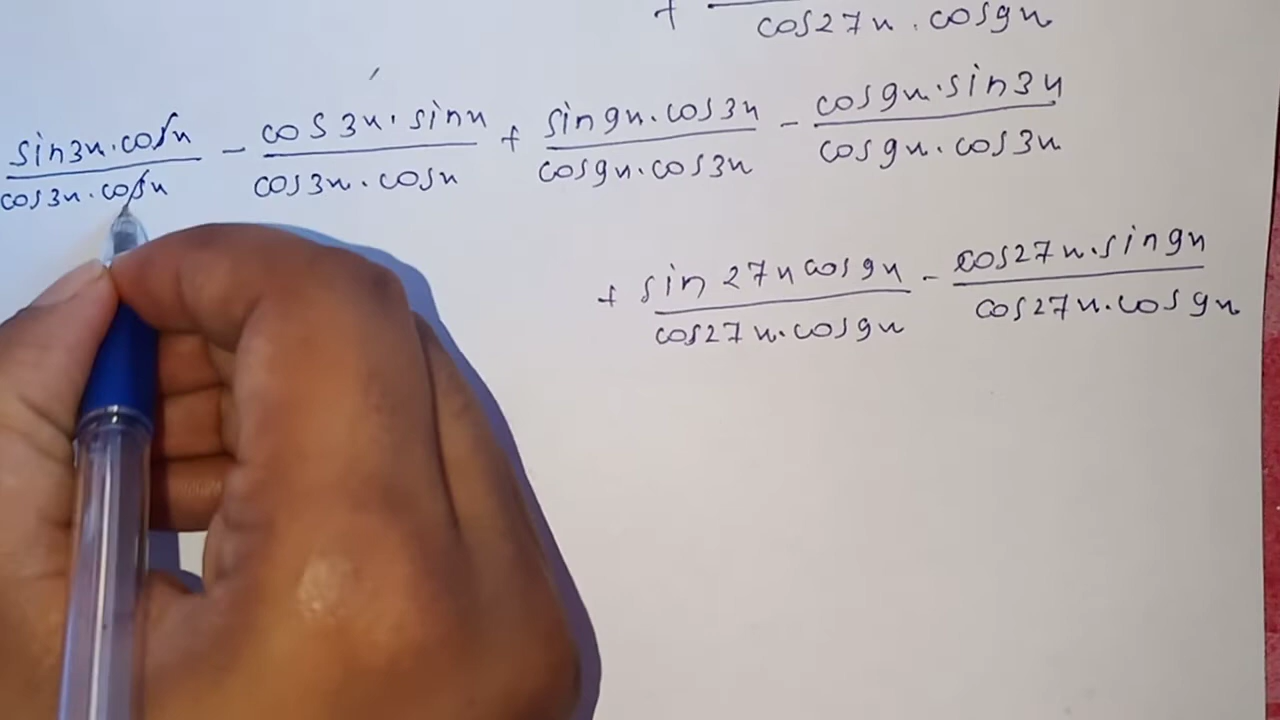 + ─ / cos27x . cos9x
sin3x.cosx / cos3x.cosx - cos3x.sinx / cos3x.cosx + sin9x.cos3x / cos9x.cos3x - cos9x.sin3x / cos9x.cos3x
+ sin27x cos9x / cos27x.cos9x - cos27x.sin9x / cos27x.cos9x